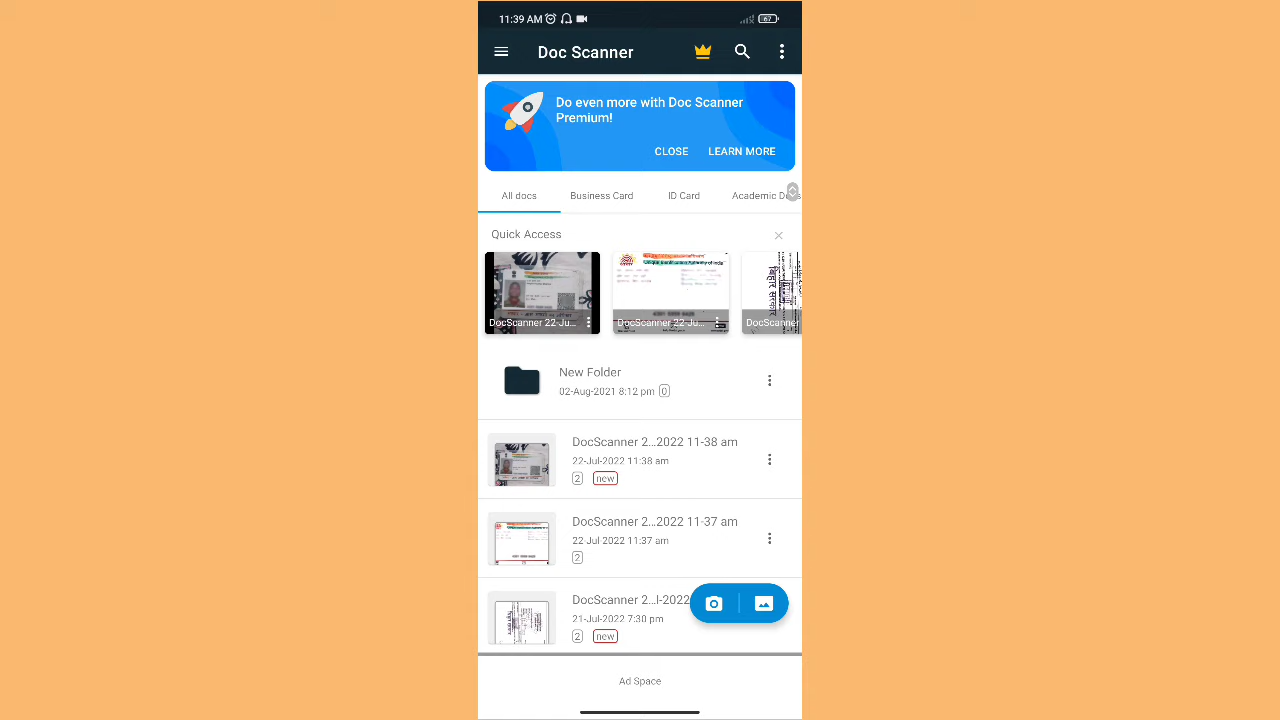 11:39 AM
67
Doc Scanner
Do even more with Doc Scanner
Premium!
CLOSE LEARN MORE
All docs Business Card ID Card Academic
Quick Access
DocScanner 22-Ju... DocScanner 22-Ju... DocScanner
New Folder
02-Aug-2021 8:12 pm 0
DocScanner 2...2022 11-38 am
22-Jul-2022 11:38 am
2 new
DocScanner 2...2022 11-37 am
22-Jul-2022 11:37 am
2
DocScanner 2...l-2022
21-Jul-2022 7:30 pm
2 new
Ad Space